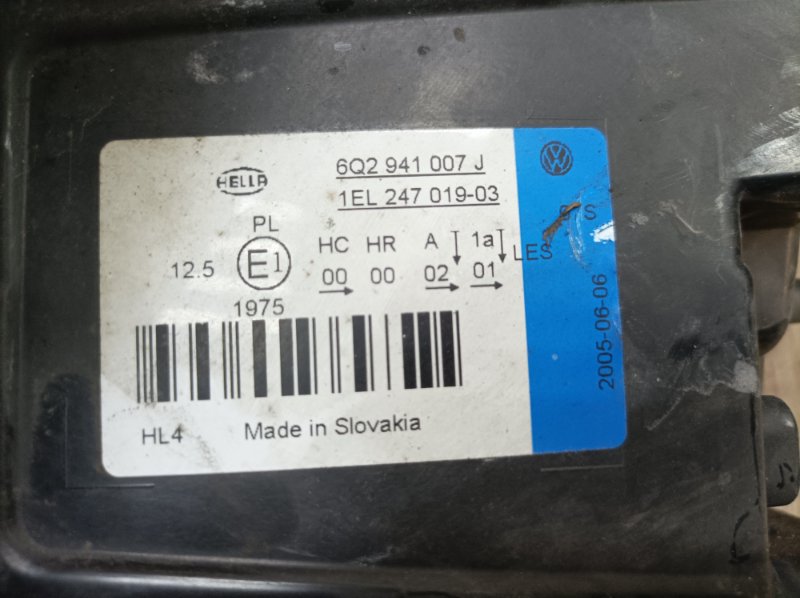 HELLA
6Q2 941 007 J
1EL 247 019-03
PL
12.5 E1
HC HR A 1a
00 00 02 01
LES S
1975
HL4 Made in Slovakia
2005-06-06